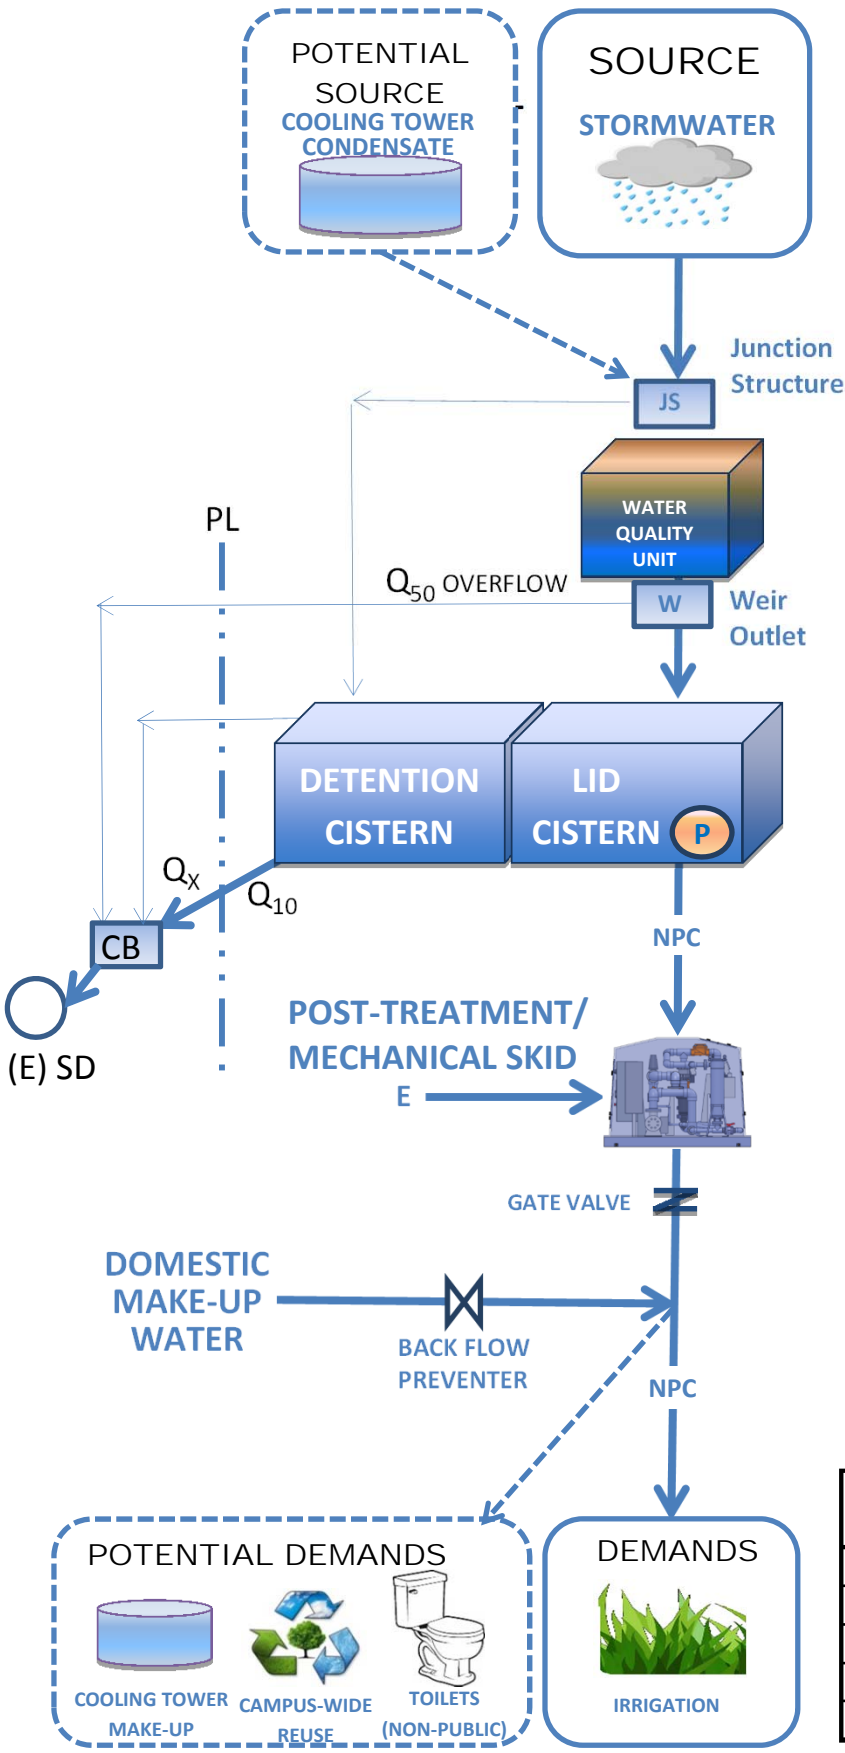 POTENTIAL
SOURCE
COOLING TOWER
CONDENSATE
SOURCE
STORMWATER
Junction
Structure
JS
WATER
QUALITY
UNIT
PL
Q50 OVERFLOW
W
Weir
Outlet
DETENTION
CISTERN
LID
CISTERN
P
QX
Q10
CB
(E) SD
NPC
POST-TREATMENT/
MECHANICAL SKID
E
GATE VALVE
DOMESTIC
MAKE-UP
WATER
BACK FLOW
PREVENTER
NPC
POTENTIAL DEMANDS
COOLING TOWER
MAKE-UP
CAMPUS-WIDE
REUSE
TOILETS
(NON-PUBLIC)
DEMANDS
IRRIGATION